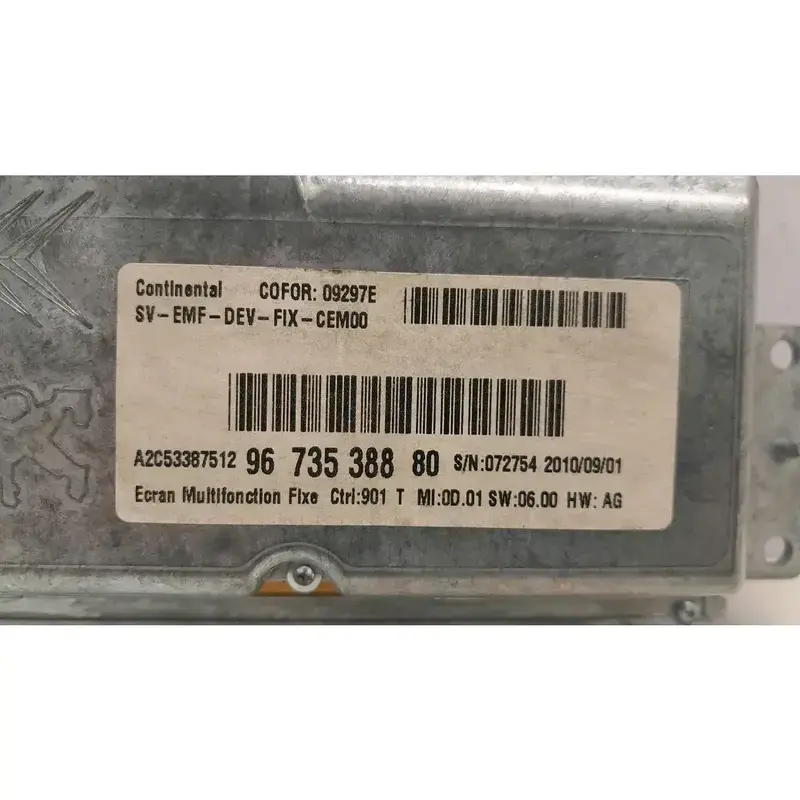 Continental COFOR: 09297E
SV-EMF-DEV-FIX-CEM00
A2C53387512 96 735 388 80 S/N:072754 2010/09/01
Ecran Multifonction Fixe Ctrl:901 T MI:0D.01 SW:06.00 HW: AG